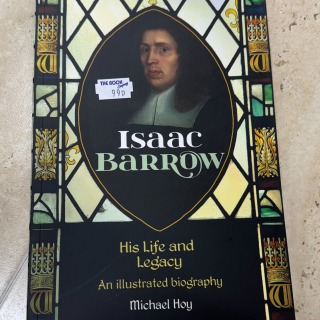 THE BOOK
99p
Isaac
BARROW
His Life and
Legacy
An illustrated biography
Michael Hoy